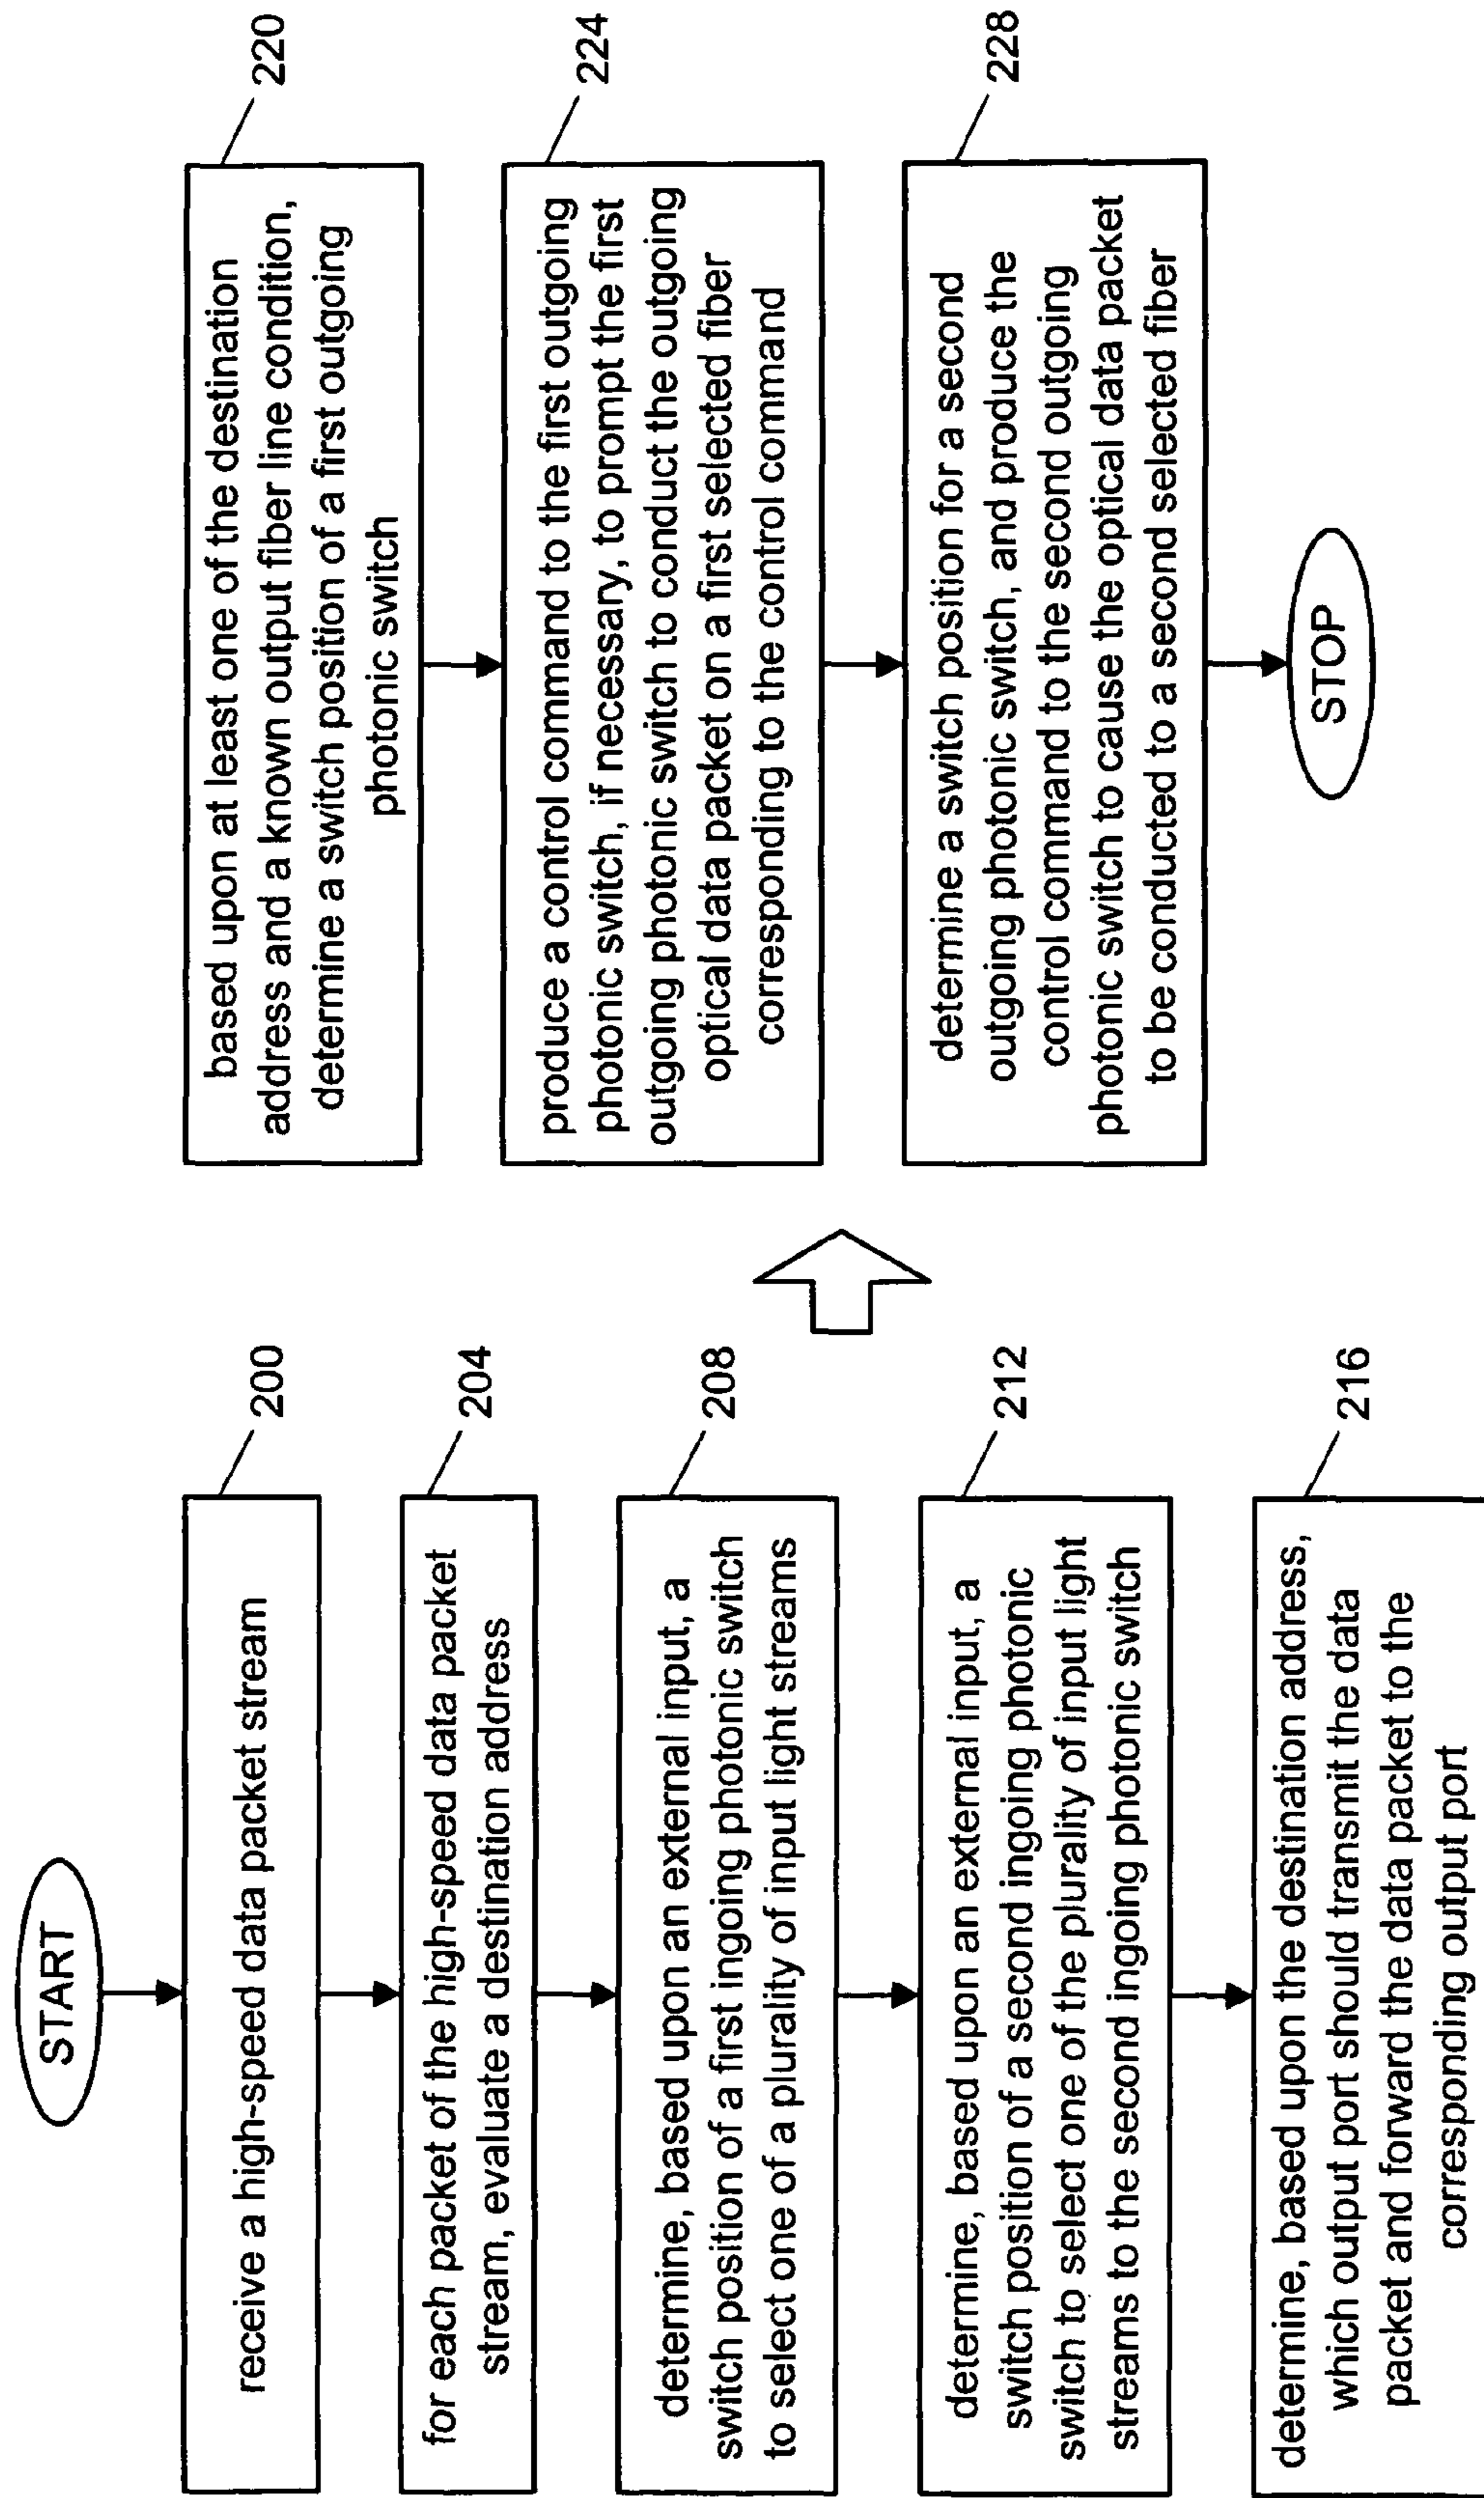 START
200
receive a high-speed data packet stream
204
for each packet of the high-speed data packet
stream, evaluate a destination address
208
determine, based upon an external input, a
switch position of a first ingoing photonic switch
to select one of a plurality of input light streams
212
determine, based upon an external input, a
switch position of a second ingoing photonic
switch to select one of the plurality of input light
streams to the second ingoing photonic switch
216
determine, based upon the destination address,
which output port should transmit the data
packet and forward the data packet to the
corresponding output port
220
based upon at least one of the destination
address and a known output fiber line condition,
determine a switch position of a first outgoing
photonic switch
224
produce a control command to the first outgoing
photonic switch, if necessary, to prompt the first
outgoing photonic switch to conduct the outgoing
optical data packet on a first selected fiber
corresponding to the control command
228
determine a switch position for a second
outgoing photonic switch, and produce the
control command to the second outgoing
photonic switch to cause the optical data packet
to be conducted to a second selected fiber
STOP